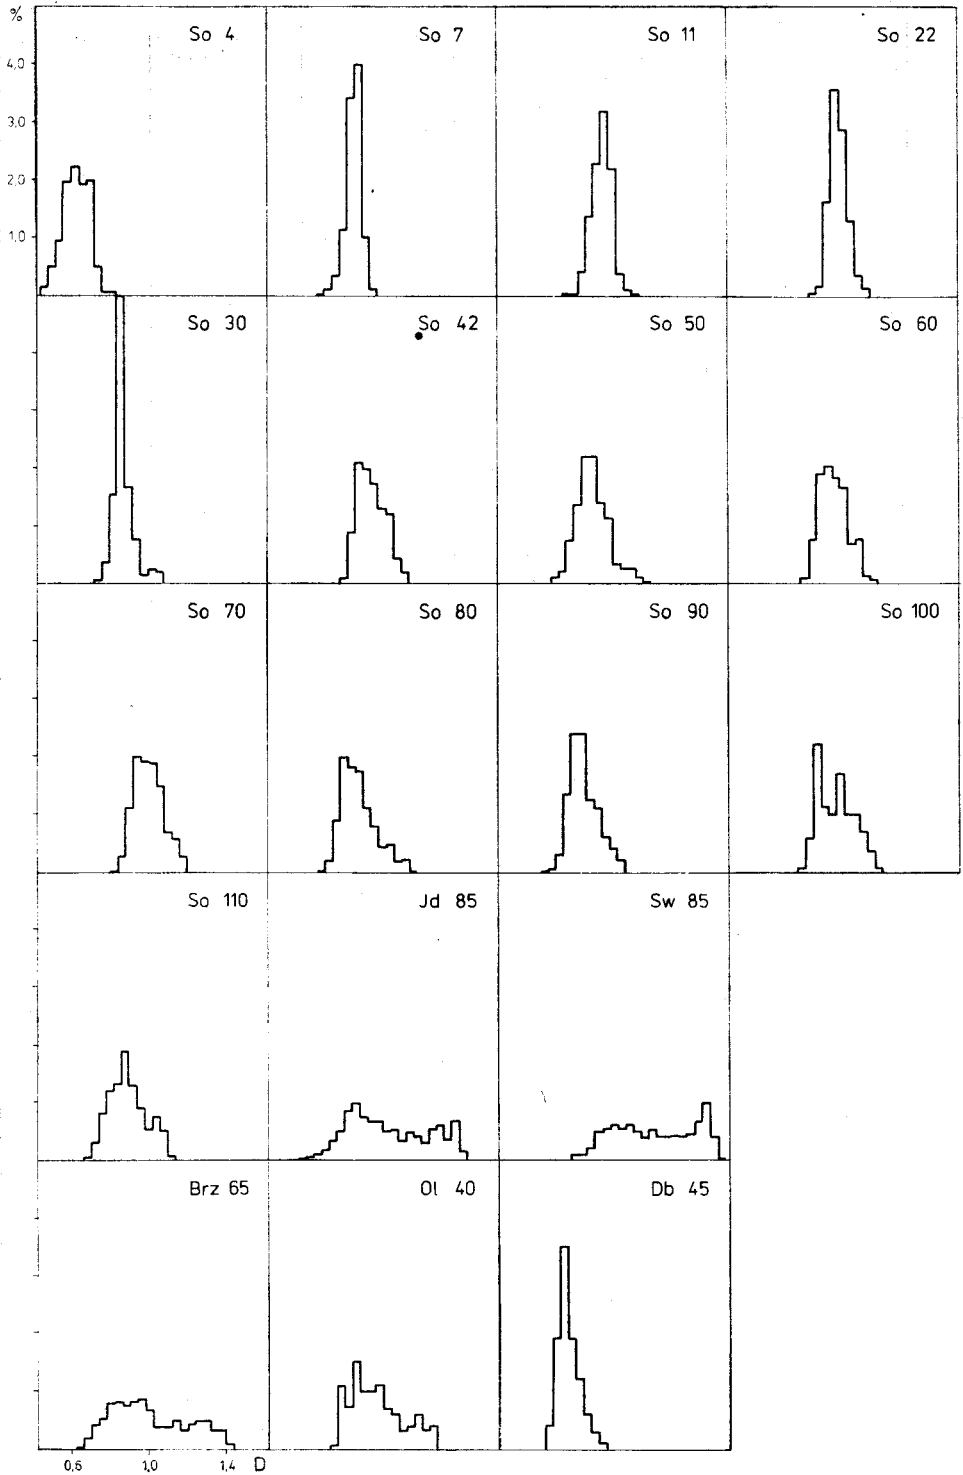 %
So 4 So 7 So 11 So 22
4,0
3,0
2,0
1,0
So 30 So 42 So 50 So 60
So 70 So 80 So 90 So 100
So 110 Jd 85 Sw 85
Brz 65 Ol 40 Db 45
0,6 1,0 1,4 D